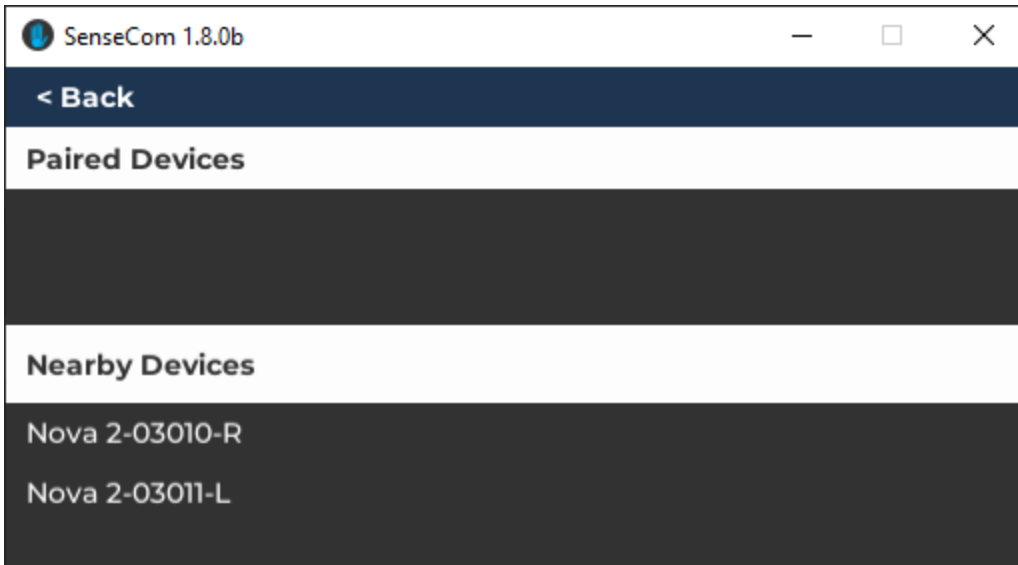 SenseCom 1.8.0b
< Back
Paired Devices
Nearby Devices
Nova 2-03010-R
Nova 2-03011-L